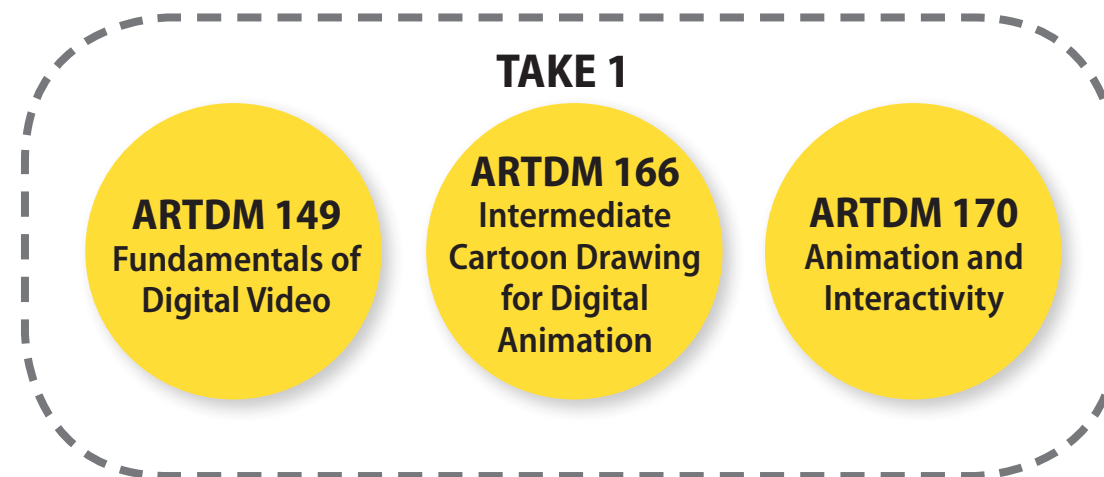 TAKE 1
ARTDM 149
Fundamentals of
Digital Video
ARTDM 166
Intermediate
Cartoon Drawing
for Digital
Animation
ARTDM 170
Animation and
Interactivity